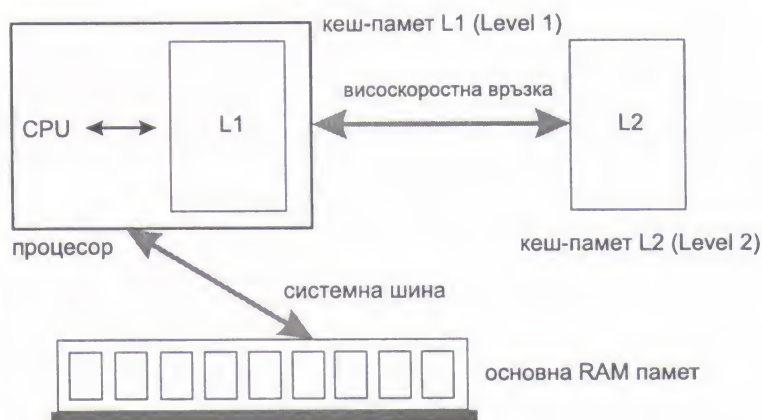 кеш-памет L1 (Level 1)
високоскоростна връзка
CPU
L1
L2
процесор
кеш-памет L2 (Level 2)
системна шина
основна RAM памет